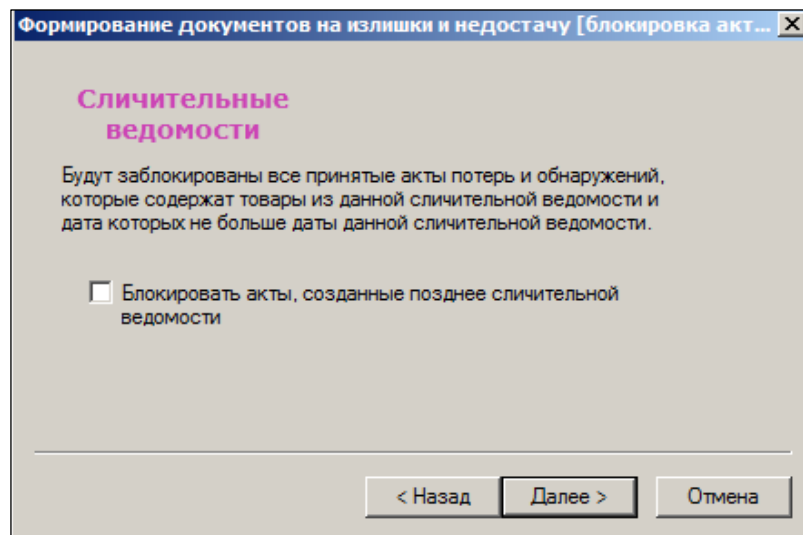 Формирование документов на излишки и недостачу [блокировка акт...
Сличительные
ведомости
Будут заблокированы все принятые акты потерь и обнаружений,
которые содержат товары из данной сличительной ведомости и
дата которых не больше даты данной сличительной ведомости.
Блокировать акты, созданные позднее сличительной
ведомости
< Назад
Далее >
Отмена